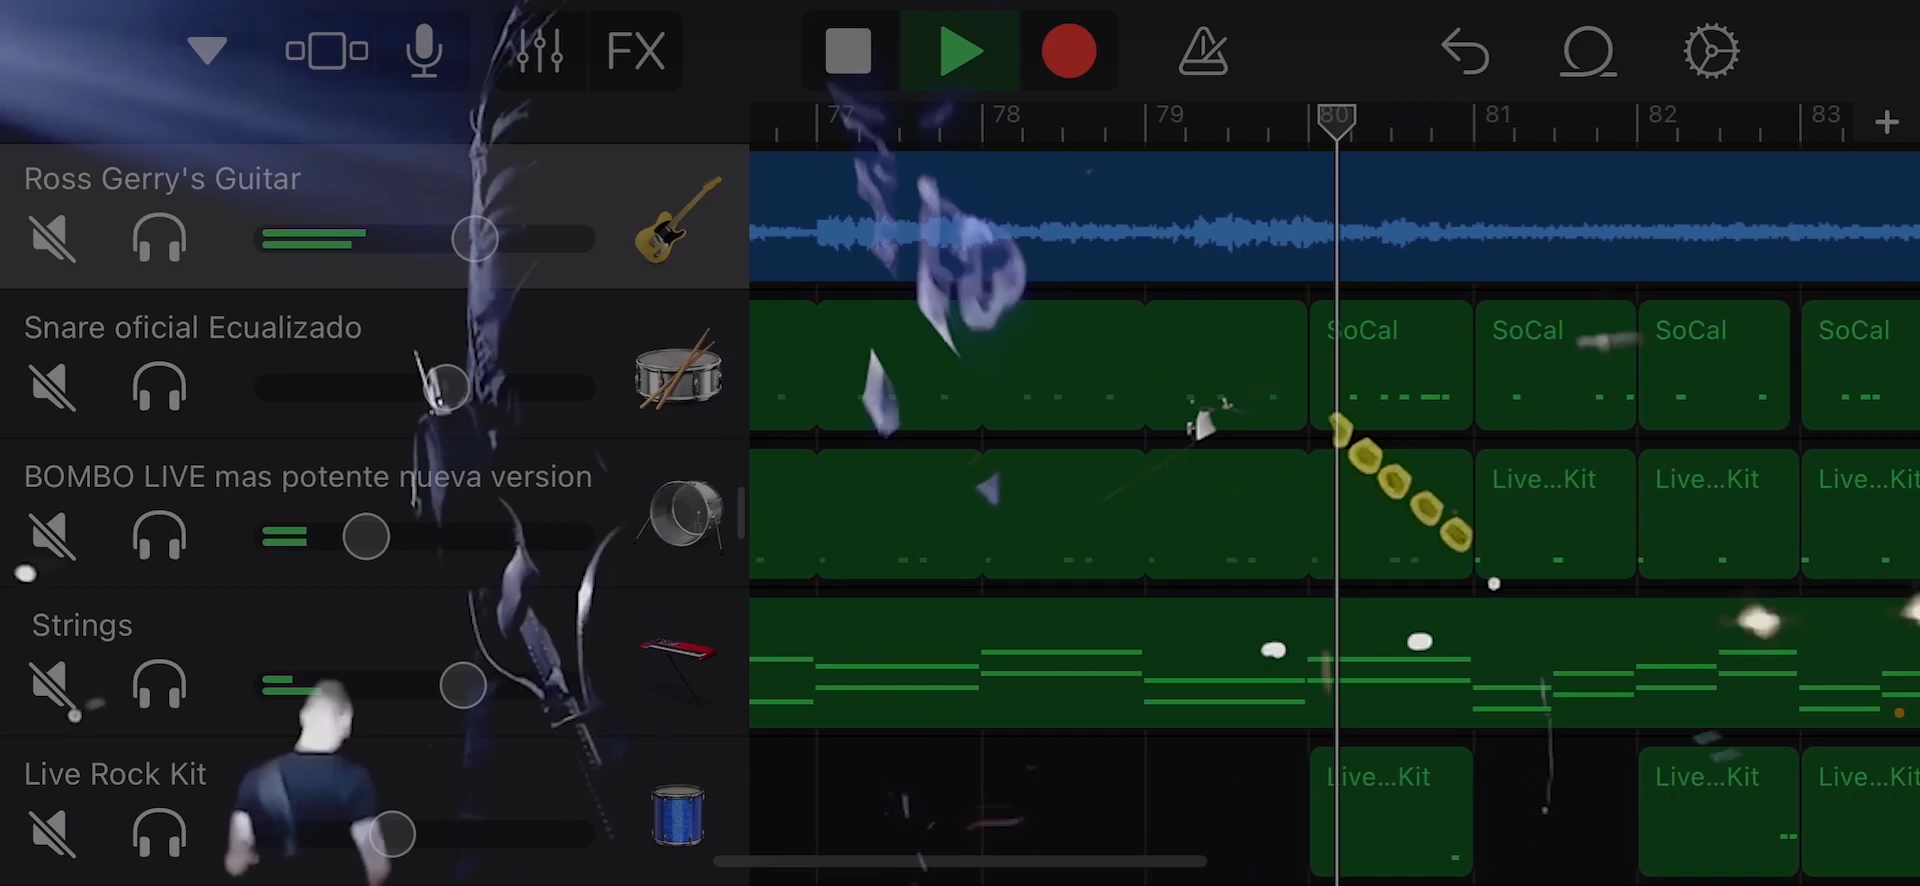 FX
77 78 79 80 81 82 83
Ross Gerry's Guitar
Snare oficial Ecualizado
SoCal SoCal SoCal SoCal
BOMBO LIVE mas potente nueva version
Live...Kit Live...Kit Live...Kit
Strings
Live Rock Kit
Live...Kit Live...Kit Live...Kit